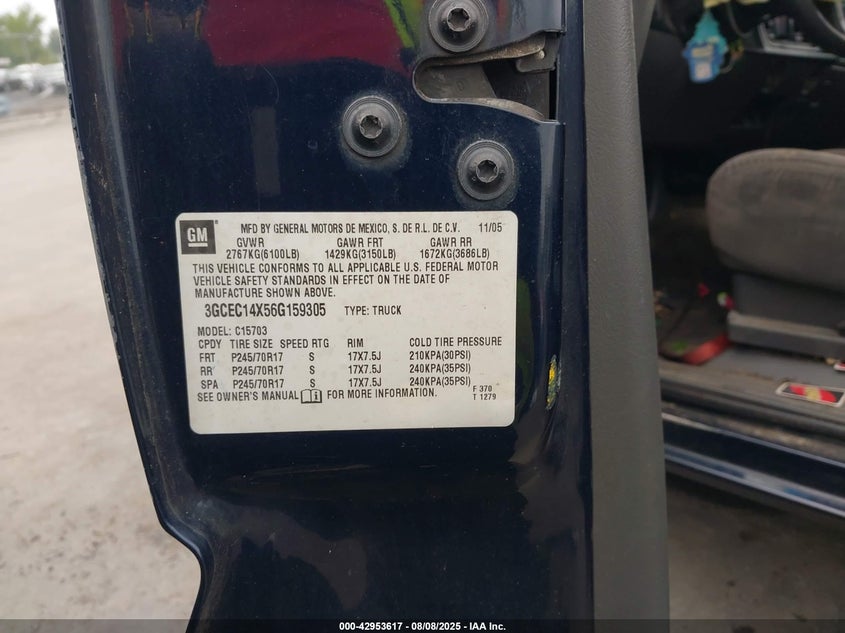 GM
MFD BY GENERAL MOTORS DE MEXICO, S. DE R.L. DE C.V. 11/05
GVWR GAWR FRT GAWR RR
2767KG(6100LB) 1429KG(3150LB) 1672KG(3686LB)
THIS VEHICLE CONFORMS TO ALL APPLICABLE U.S. FEDERAL MOTOR
VEHICLE SAFETY STANDARDS IN EFFECT ON THE DATE OF
MANUFACTURE SHOWN ABOVE.
3GCEC14X56G159305 TYPE: TRUCK
MODEL: C15703
CPDY TIRE SIZE SPEED RTG RIM COLD TIRE PRESSURE
FRT P245/70R17 S 17X7.5J 210KPA(30PSI)
RR P245/70R17 S 17X7.5J 240KPA(35PSI)
SPA P245/70R17 S 17X7.5J 240KPA(35PSI)
SEE OWNER'S MANUAL FOR MORE INFORMATION.
F 370
T 1279
000-42953617 - 08/08/2025 - IAA Inc.